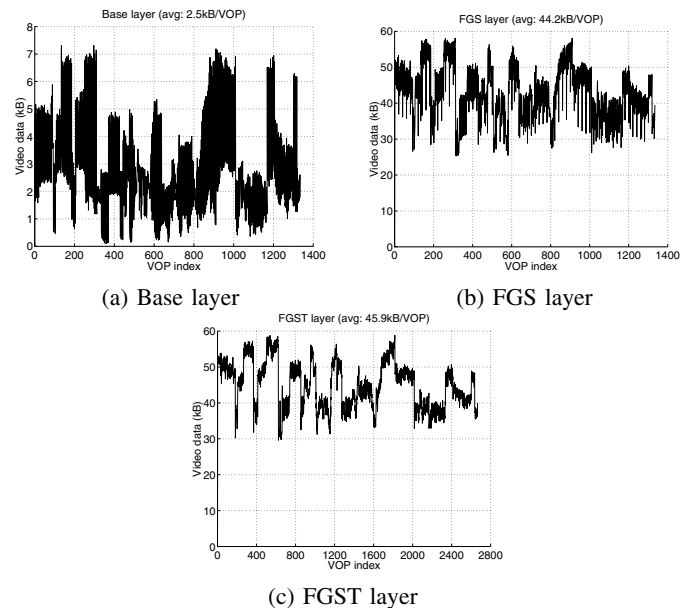 Base layer (avg: 2.5kB/VOP)
8
7
6
5
4
3
2
1
0
Video data (kB)
0 200 400 600 800 1000 1200 1400
VOP index
(a) Base layer
FGS layer (avg: 44.2kB/VOP)
60
50
40
30
20
10
0
Video data (kB)
0 200 400 600 800 1000 1200 1400
VOP index
(b) FGS layer
FGST layer (avg: 45.9kB/VOP)
60
50
40
30
20
10
0
Video data (kB)
0 400 800 1200 1600 2000 2400 2800
VOP index
(c) FGST layer